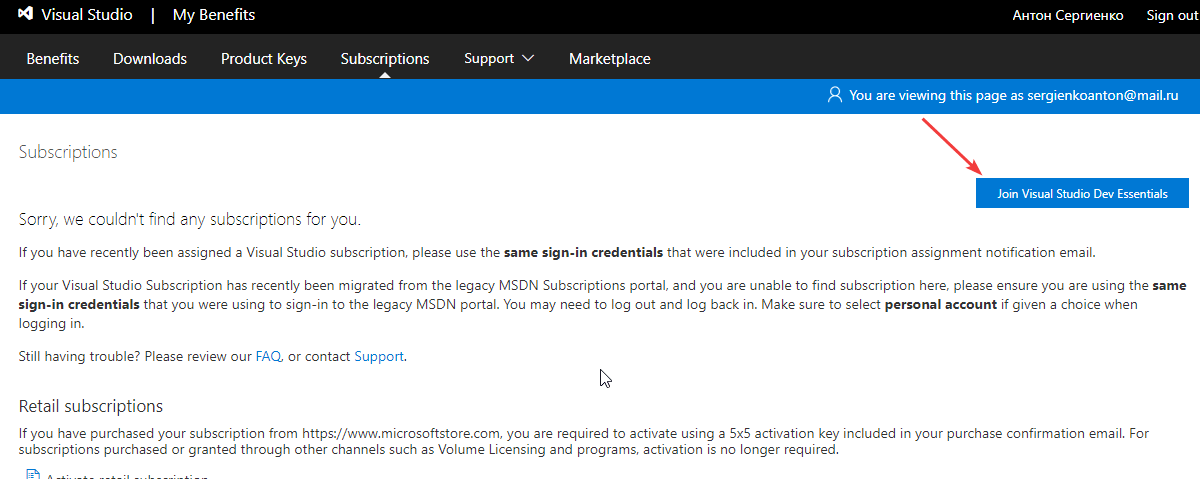 Visual Studio | My Benefits Антон Сергиенко Sign out
Benefits Downloads Product Keys Subscriptions Support Marketplace
You are viewing this page as sergienkoanton@mail.ru
Subscriptions
Join Visual Studio Dev Essentials
Sorry, we couldn't find any subscriptions for you.
If you have recently been assigned a Visual Studio subscription, please use the same sign-in credentials that were included in your subscription assignment notification email.
If your Visual Studio Subscription has recently been migrated from the legacy MSDN Subscriptions portal, and you are unable to find subscription here, please ensure you are using the same
sign-in credentials that you were using to sign-in to the legacy MSDN portal. You may need to log out and log back in. Make sure to select personal account if given a choice when
logging in.
Still having trouble? Please review our FAQ, or contact Support.
Retail subscriptions
If you have purchased your subscription from https://www.microsoftstore.com, you are required to activate using a 5x5 activation key included in your purchase confirmation email. For
subscriptions purchased or granted through other channels such as Volume Licensing and programs, activation is no longer required.
Activate retail subscription